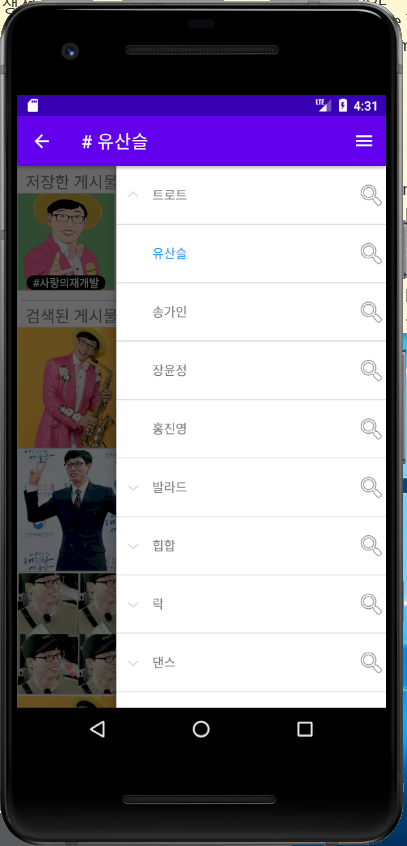 LTE 4:31
# 유산슬
저장한 게시물
#사랑의재개발
검색된 게시물
트로트
유산슬
송가인
장윤정
홍진영
발라드
힙합
락
댄스